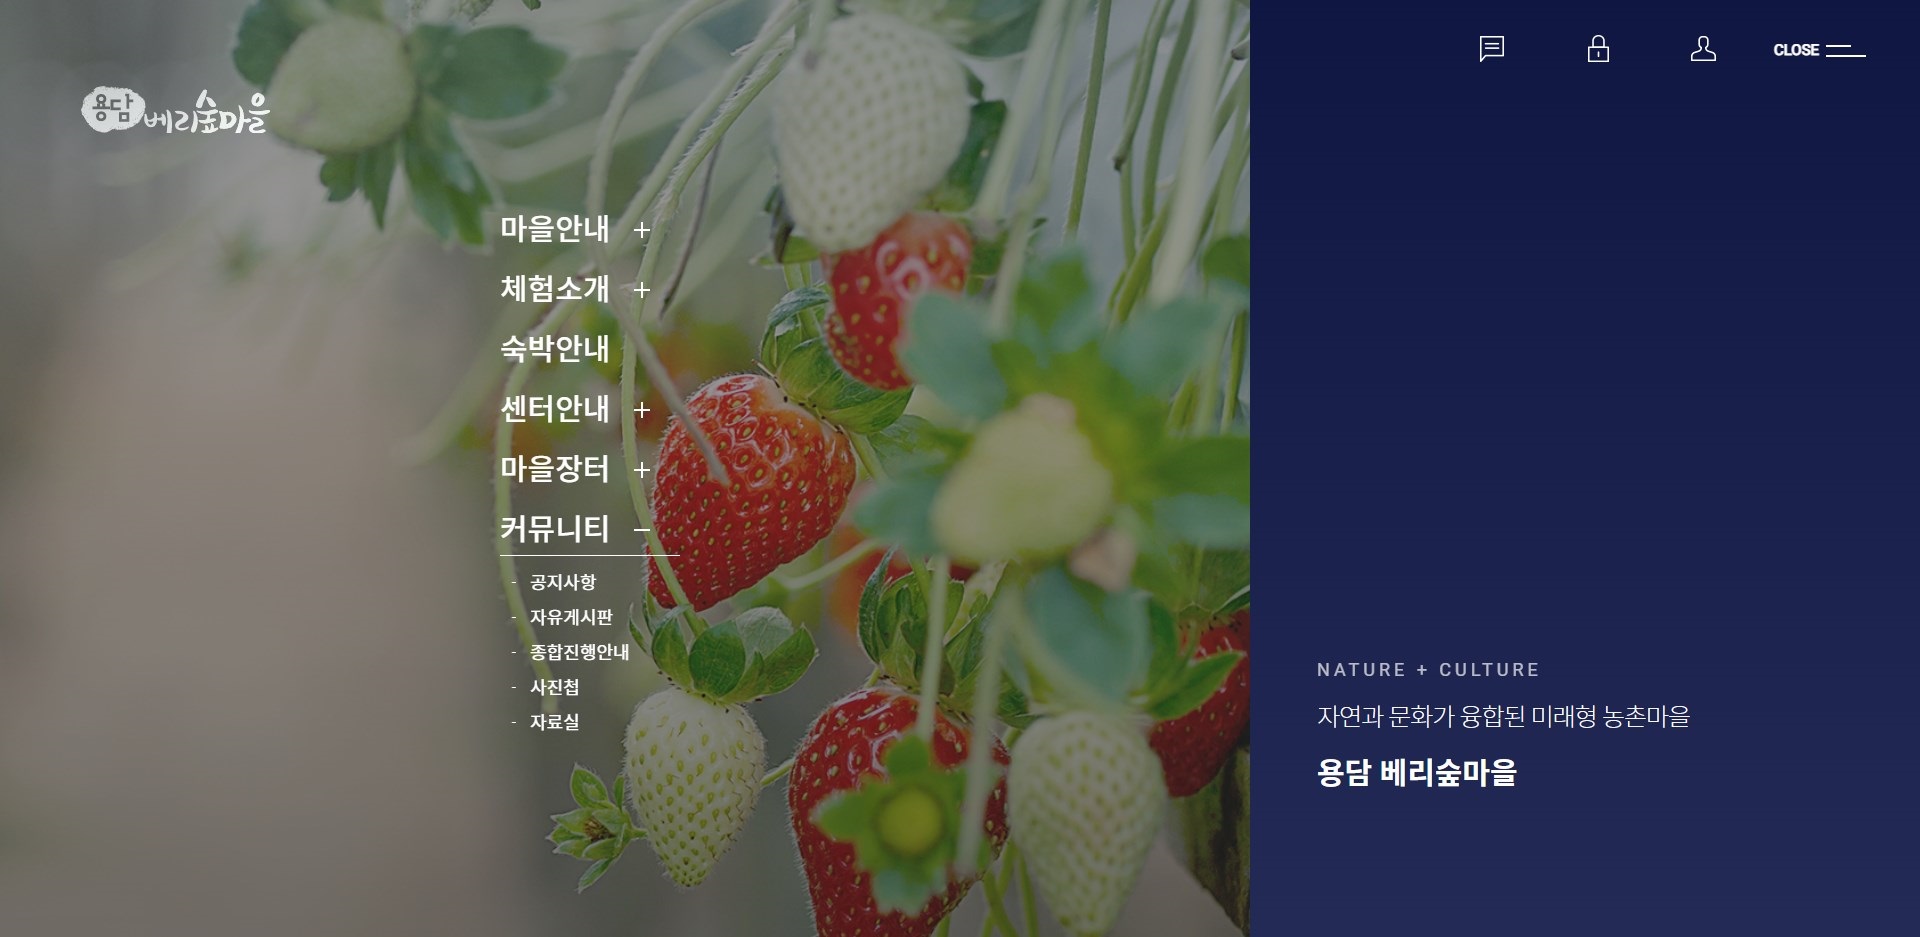 용담 베리숲마을
CLOSE
마을안내 +
체험소개 +
숙박안내
센터안내 +
마을장터 +
커뮤니티 −
- 공지사항
- 자유게시판
- 종합진행안내
- 사진첩
- 자료실
NATURE + CULTURE
자연과 문화가 융합된 미래형 농촌마을
용담 베리숲마을